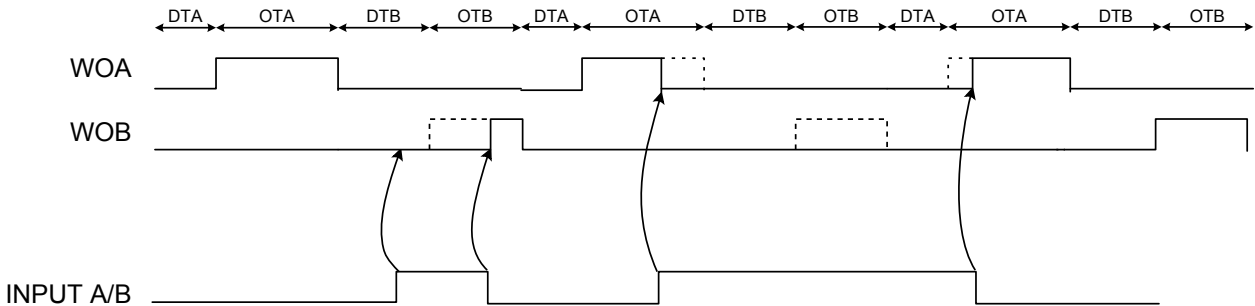 DTA OTA DTB OTB DTA OTA DTB OTB DTA OTA DTB OTB
WOA
WOB
INPUT A/B